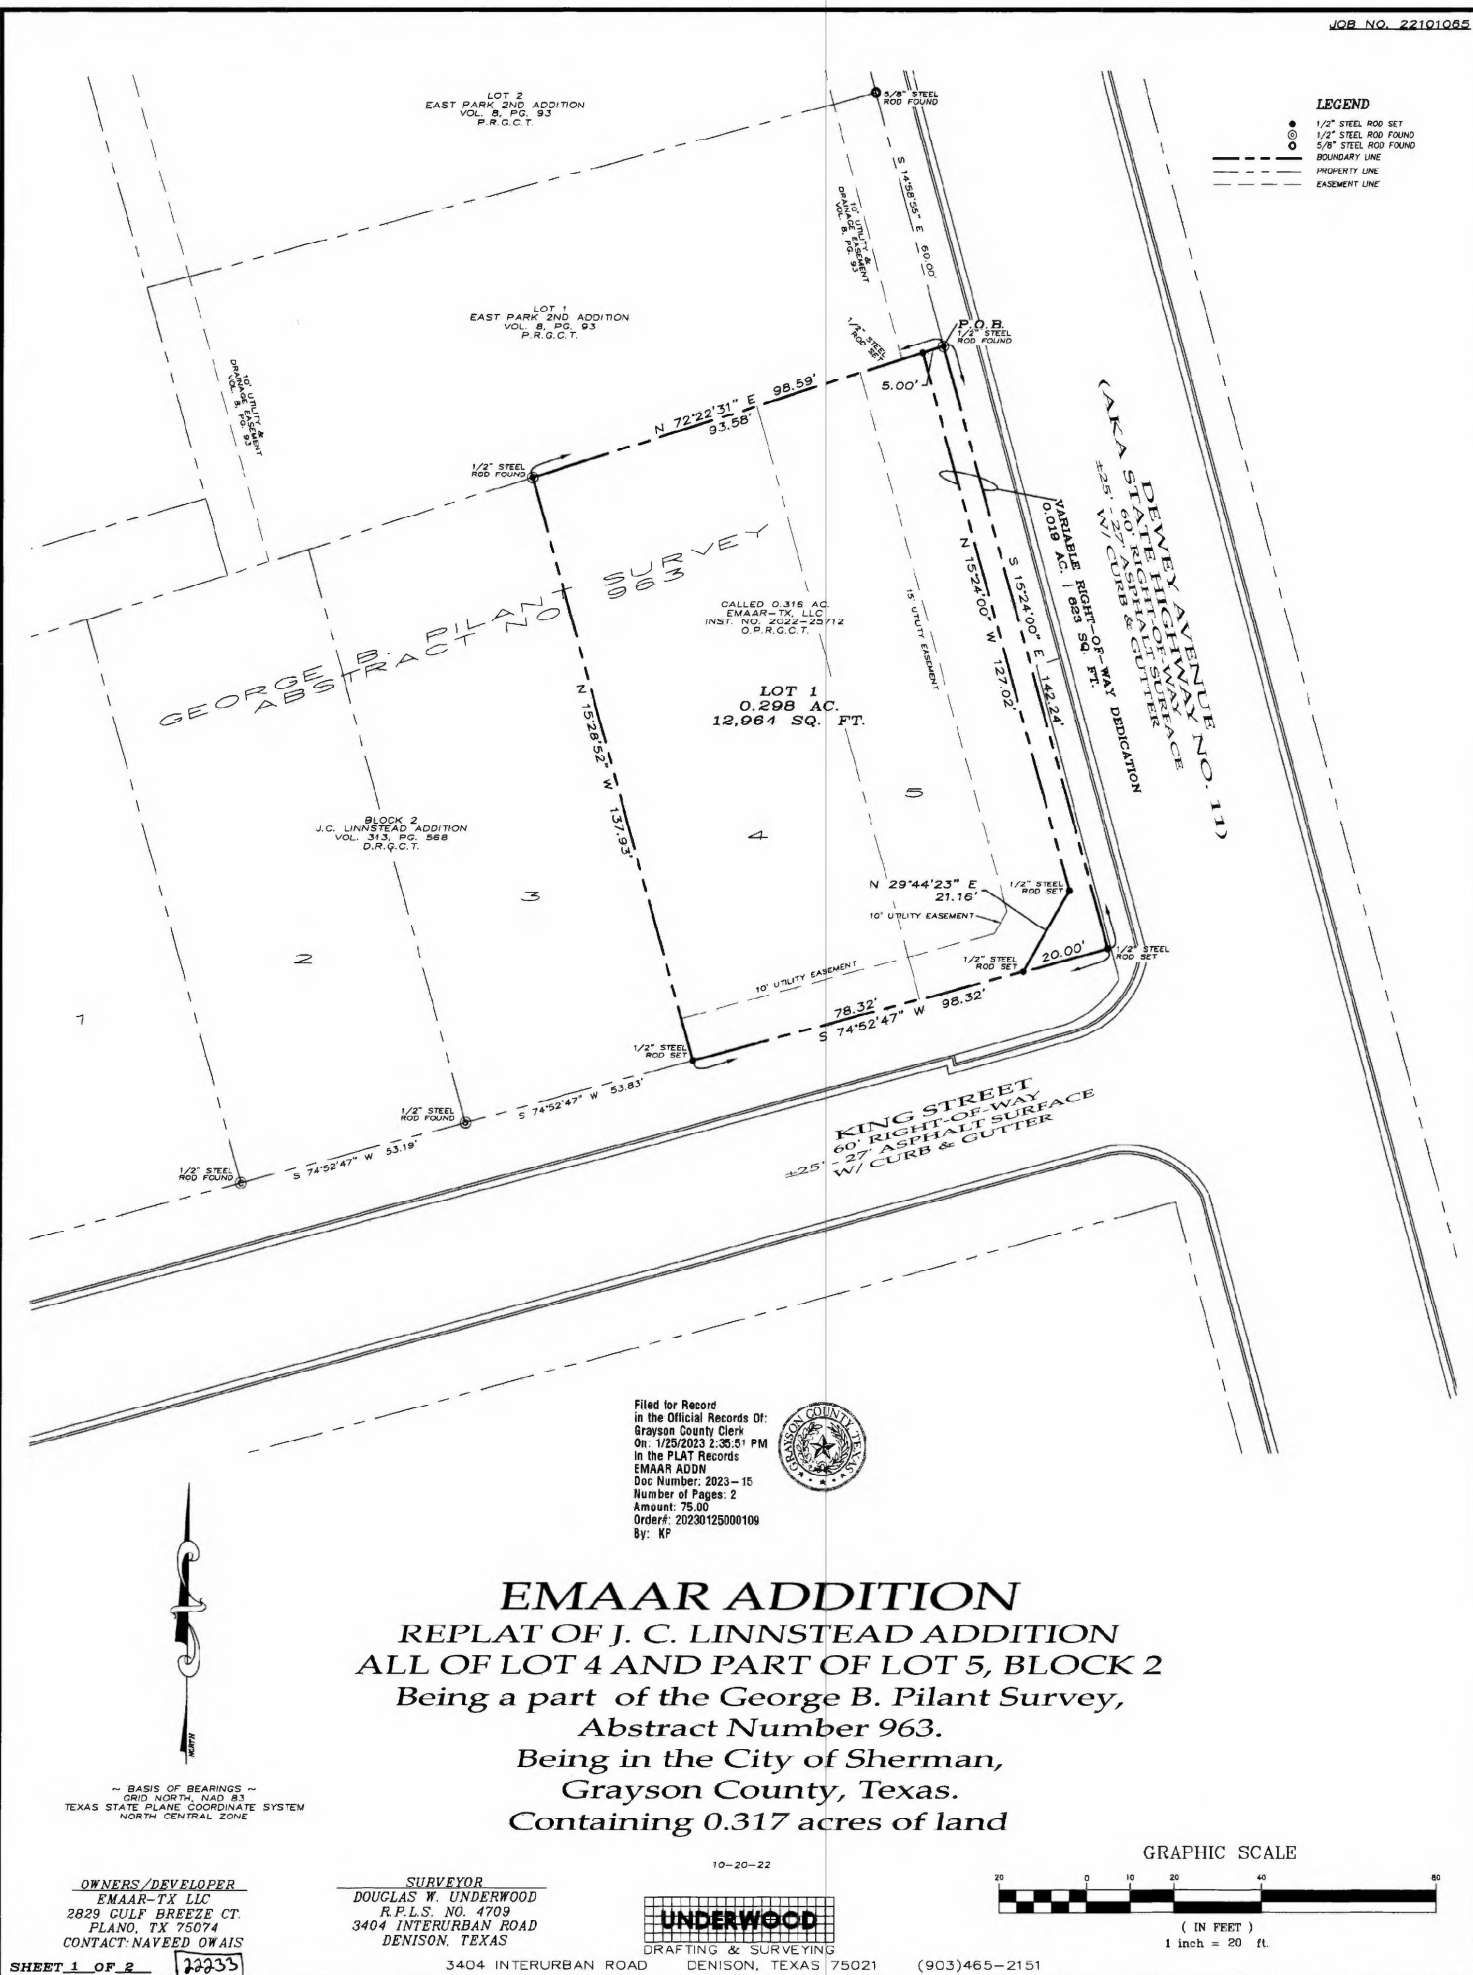 JOB NO. 22101065
LEGEND
1/2" STEEL ROD SET
1/2" STEEL ROD FOUND
5/8" STEEL ROD FOUND
BOUNDARY LINE
PROPERTY LINE
EASEMENT LINE
LOT 2
EAST PARK 2ND ADDITION
VOL. 8, PG. 93
P.R.G.C.T.
5/8" STEEL
ROD FOUND
S 14°58'55" E 60.00'
10' UTILITY &
DRAINAGE EASEMENT
VOL. 8, PG. 93
LOT 1
EAST PARK 2ND ADDITION
VOL. 8, PG. 93
P.R.G.C.T.
1/2" STEEL
ROD SET
P.O.B.
1/2" STEEL
ROD FOUND
5.00'
10' UTILITY &
DRAINAGE EASEMENT
VOL. 8, PG. 93
N 72°22'31" E 98.59'
93.58'
1/2" STEEL
ROD FOUND
DEWEY AVENUE
(AKA STATE HIGHWAY NO. 11)
60' RIGHT-OF-WAY
±25' - 27' ASPHALT SURFACE
W/ CURB & GUTTER
VARIABLE RIGHT-OF-WAY DEDICATION
0.019 AC. | 823 SQ. FT.
GEORGE B. PILANT SURVEY
ABSTRACT NO. 963
CALLED 0.316 AC.
EMAAR-TX, LLC
INST. NO. 2022-25712
O.P.R.G.C.T.
15' UTILITY EASEMENT
N 15°24'00" W 127.02'
S 15°24'00" E 142.24'
LOT 1
0.298 AC.
12,964 SQ. FT.
N 15°28'52" W 137.93'
BLOCK 2
J.C. LINNSTEAD ADDITION
VOL. 313, PG. 568
D.R.G.C.T.
5
4
3
2
1
N 29°44'23" E
21.16'
1/2" STEEL
ROD SET
10' UTILITY EASEMENT
20.00'
1/2" STEEL
ROD SET
1/2" STEEL
ROD SET
10' UTILITY EASEMENT
78.32'
S 74°52'47" W 98.32'
1/2" STEEL
ROD SET
S 74°52'47" W 53.83'
1/2" STEEL
ROD FOUND
S 74°52'47" W 53.19'
1/2" STEEL
ROD FOUND
KING STREET
60' RIGHT-OF-WAY
±25' - 27' ASPHALT SURFACE
W/ CURB & GUTTER
Filed for Record
in the Official Records Of:
Grayson County Clerk
On: 1/25/2023 2:35:51 PM
In the PLAT Records
EMAAR ADDN
Doc Number: 2023-15
Number of Pages: 2
Amount: 75.00
Order#: 20230125000109
By: KP
GRAYSON COUNTY, TEXAS
NORTH
EMAAR ADDITION
REPLAT OF J. C. LINNSTEAD ADDITION
ALL OF LOT 4 AND PART OF LOT 5, BLOCK 2
Being a part of the George B. Pilant Survey,
Abstract Number 963.
Being in the City of Sherman,
Grayson County, Texas.
Containing 0.317 acres of land
~ BASIS OF BEARINGS ~
GRID NORTH, NAD 83
TEXAS STATE PLANE COORDINATE SYSTEM
NORTH CENTRAL ZONE
10-20-22
GRAPHIC SCALE
20 0 10 20 40 80
( IN FEET )
1 inch = 20 ft.
OWNERS/DEVELOPER
EMAAR-TX LLC
2829 GULF BREEZE CT.
PLANO, TX 75074
CONTACT: NAVEED OWAIS
SURVEYOR
DOUGLAS W. UNDERWOOD
R.P.L.S. NO. 4709
3404 INTERURBAN ROAD
DENISON, TEXAS
UNDERWOOD
DRAFTING & SURVEYING
3404 INTERURBAN ROAD DENISON, TEXAS 75021 (903)465-2151
SHEET 1 OF 2
22233